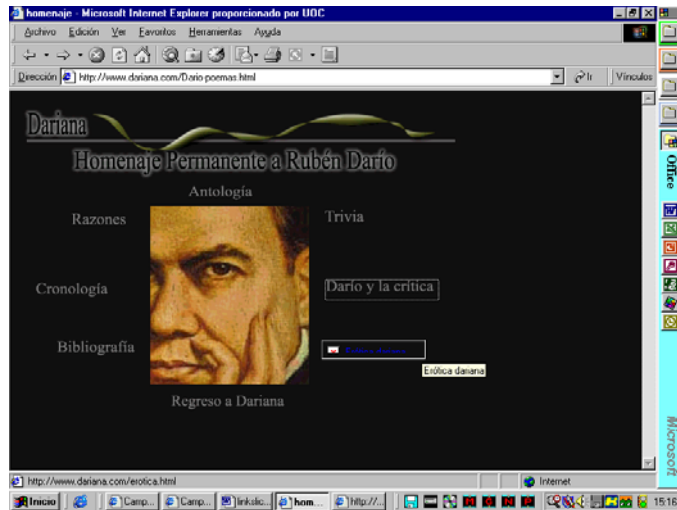 homenaje - Microsoft Internet Explorer proporcionado por UOC
Archivo Edición Ver Favoritos Herramientas Ayuda
Dirección http://www.dariana.com/Dario-poemas.html Ir Vínculos
Dariana
Homenaje Permanente a Rubén Darío
Antología
Razones
Trivia
Cronología
Darío y la crítica
Bibliografía
Erótica dariana
Regreso a Dariana
http://www.dariana.com/erotica.html Internet
Inicio Camp... Camp... linkslic... hom... http://... 15:16
Office
Microsoft